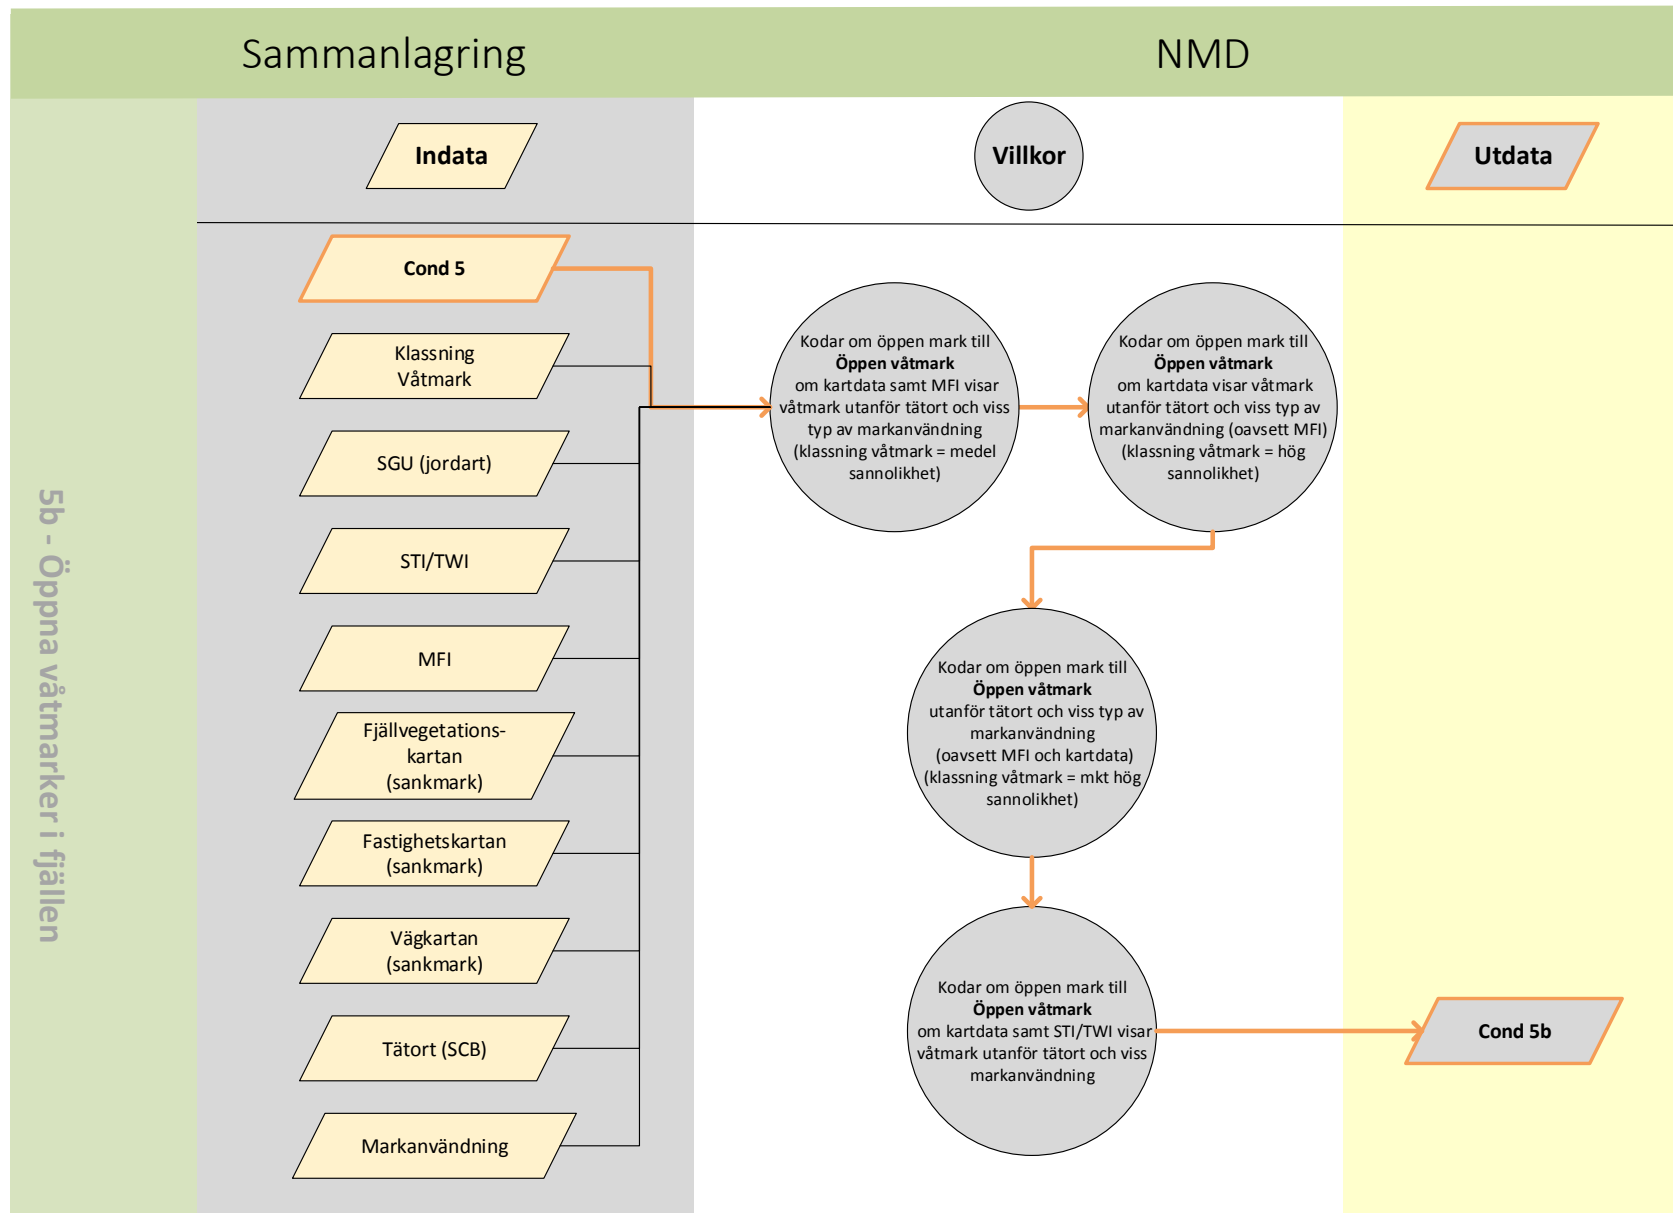 Sammanlagring
NMD
5b - Öppna våtmarker i fjällen
Indata
Villkor
Utdata
Cond 5
Klassning
Våtmark
SGU (jordart)
STI/TWI
MFI
Fjällvegetations-
kartan
(sankmark)
Fastighetskartan
(sankmark)
Vägkartan
(sankmark)
Tätort (SCB)
Markanvändning
Kodar om öppen mark till
Öppen våtmark
om kartdata samt MFI visar
våtmark utanför tätort och viss
typ av markanvändning
(klassning våtmark = medel
sannolikhet)
Kodar om öppen mark till
Öppen våtmark
om kartdata visar våtmark
utanför tätort och viss typ av
markanvändning (oavsett MFI)
(klassning våtmark = hög
sannolikhet)
Kodar om öppen mark till
Öppen våtmark
utanför tätort och viss typ av
markanvändning
(oavsett MFI och kartdata)
(klassning våtmark = mkt hög
sannolikhet)
Kodar om öppen mark till
Öppen våtmark
om kartdata samt STI/TWI visar
våtmark utanför tätort och viss
markanvändning
Cond 5b